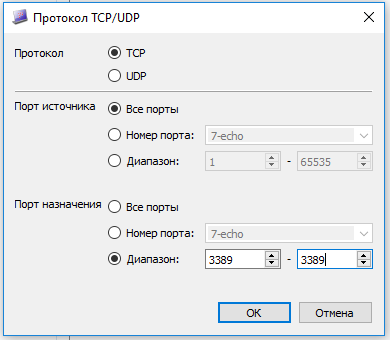 Протокол TCP/UDP
Протокол
TCP
UDP
Порт источника
Все порты
Номер порта: 7-echo
Диапазон: 1 - 65535
Порт назначения
Все порты
Номер порта: 7-echo
Диапазон: 3389 - 3389
OK Отмена